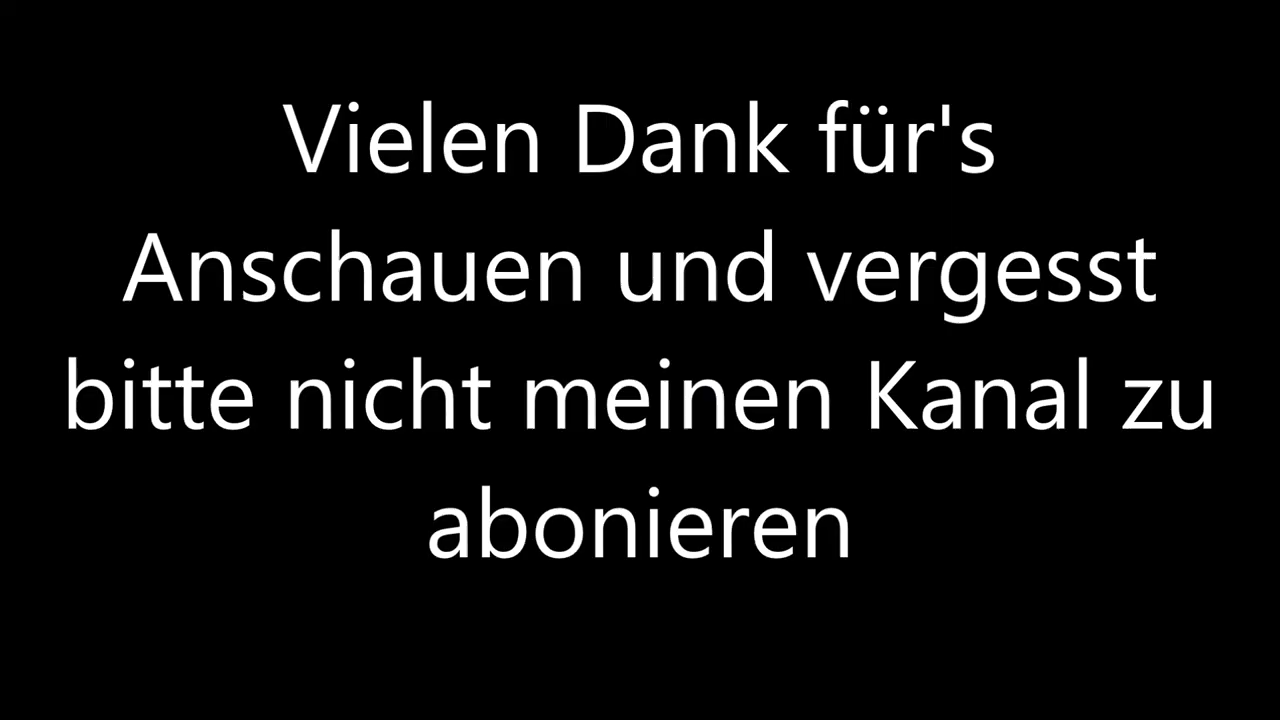 Vielen Dank für's
Anschauen und vergesst
bitte nicht meinen Kanal zu
abonieren